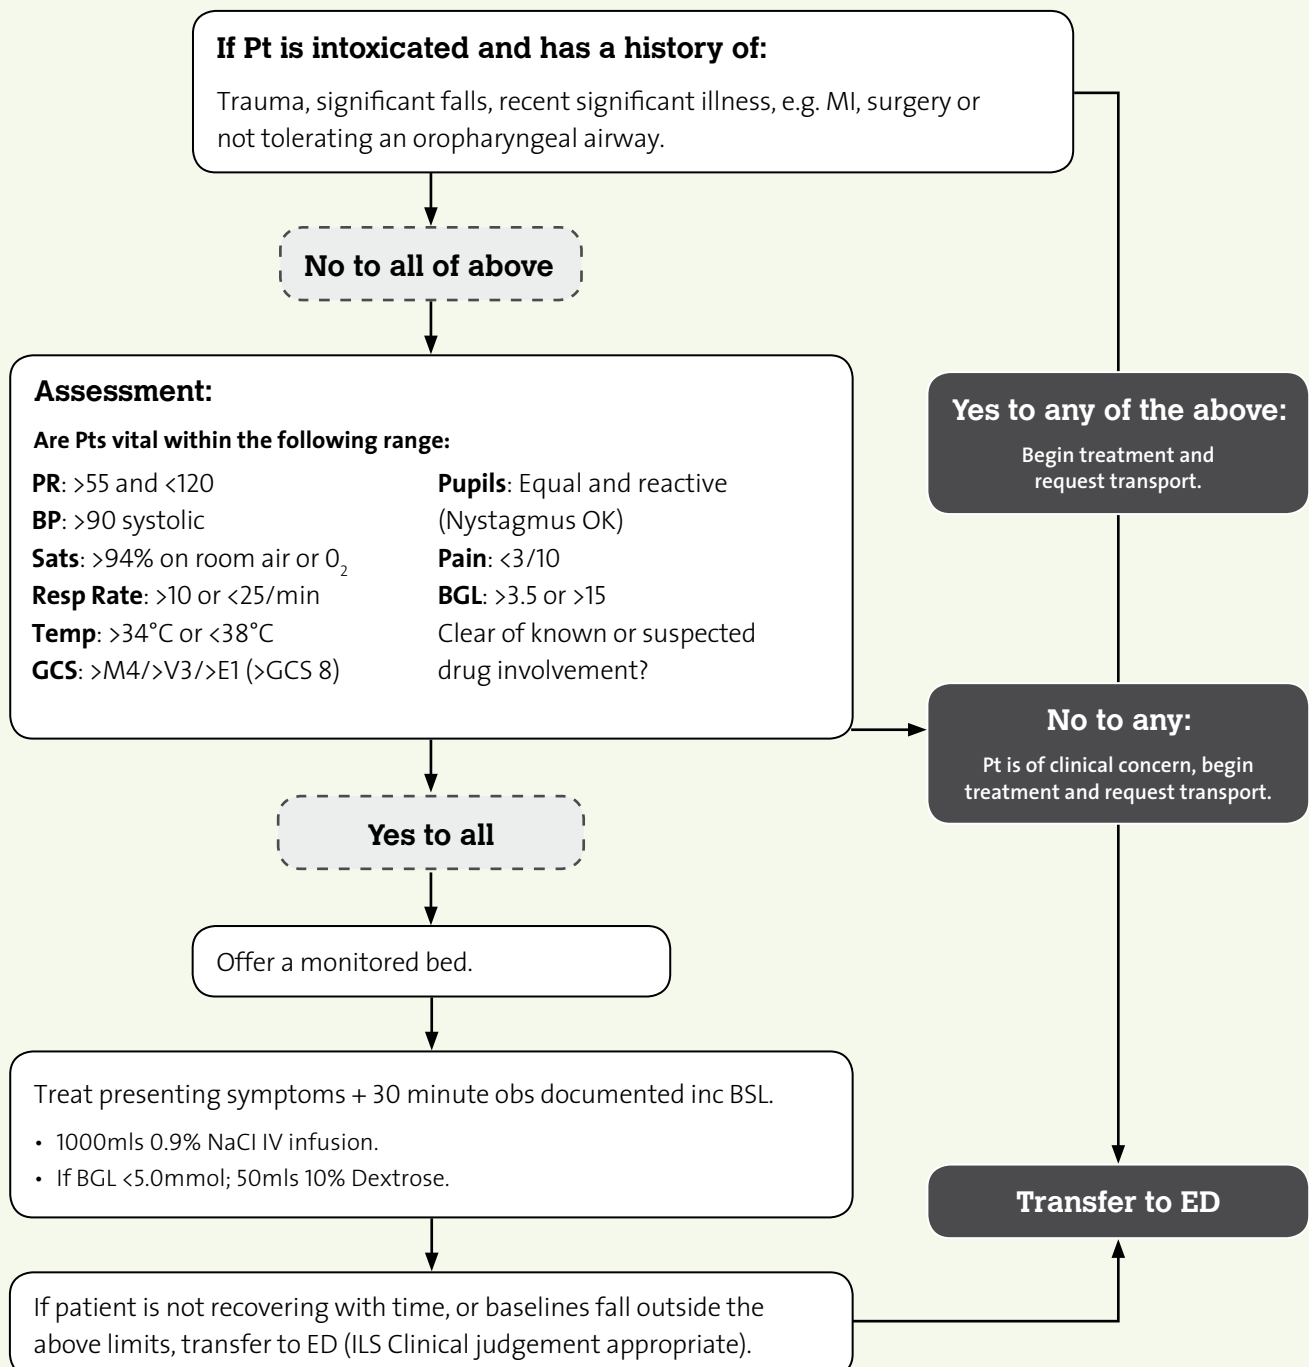 If Pt is intoxicated and has a history of:
Trauma, significant falls, recent significant illness, e.g. MI, surgery or
not tolerating an oropharyngeal airway.
No to all of above
Assessment:
Are Pts vital within the following range:
PR: >55 and <120
BP: >90 systolic
Sats: >94% on room air or 0₂
Resp Rate: >10 or <25/min
Temp: >34°C or <38°C
GCS: >M4/>V3/>E1 (>GCS 8)
Pupils: Equal and reactive
(Nystagmus OK)
Pain: <3/10
BGL: >3.5 or >15
Clear of known or suspected
drug involvement?
Yes to any of the above:
Begin treatment and
request transport.
No to any:
Pt is of clinical concern, begin
treatment and request transport.
Yes to all
Offer a monitored bed.
Treat presenting symptoms + 30 minute obs documented inc BSL.
• 1000mls 0.9% NaCI IV infusion.
• If BGL <5.0mmol; 50mls 10% Dextrose.
Transfer to ED
If patient is not recovering with time, or baselines fall outside the
above limits, transfer to ED (ILS Clinical judgement appropriate).